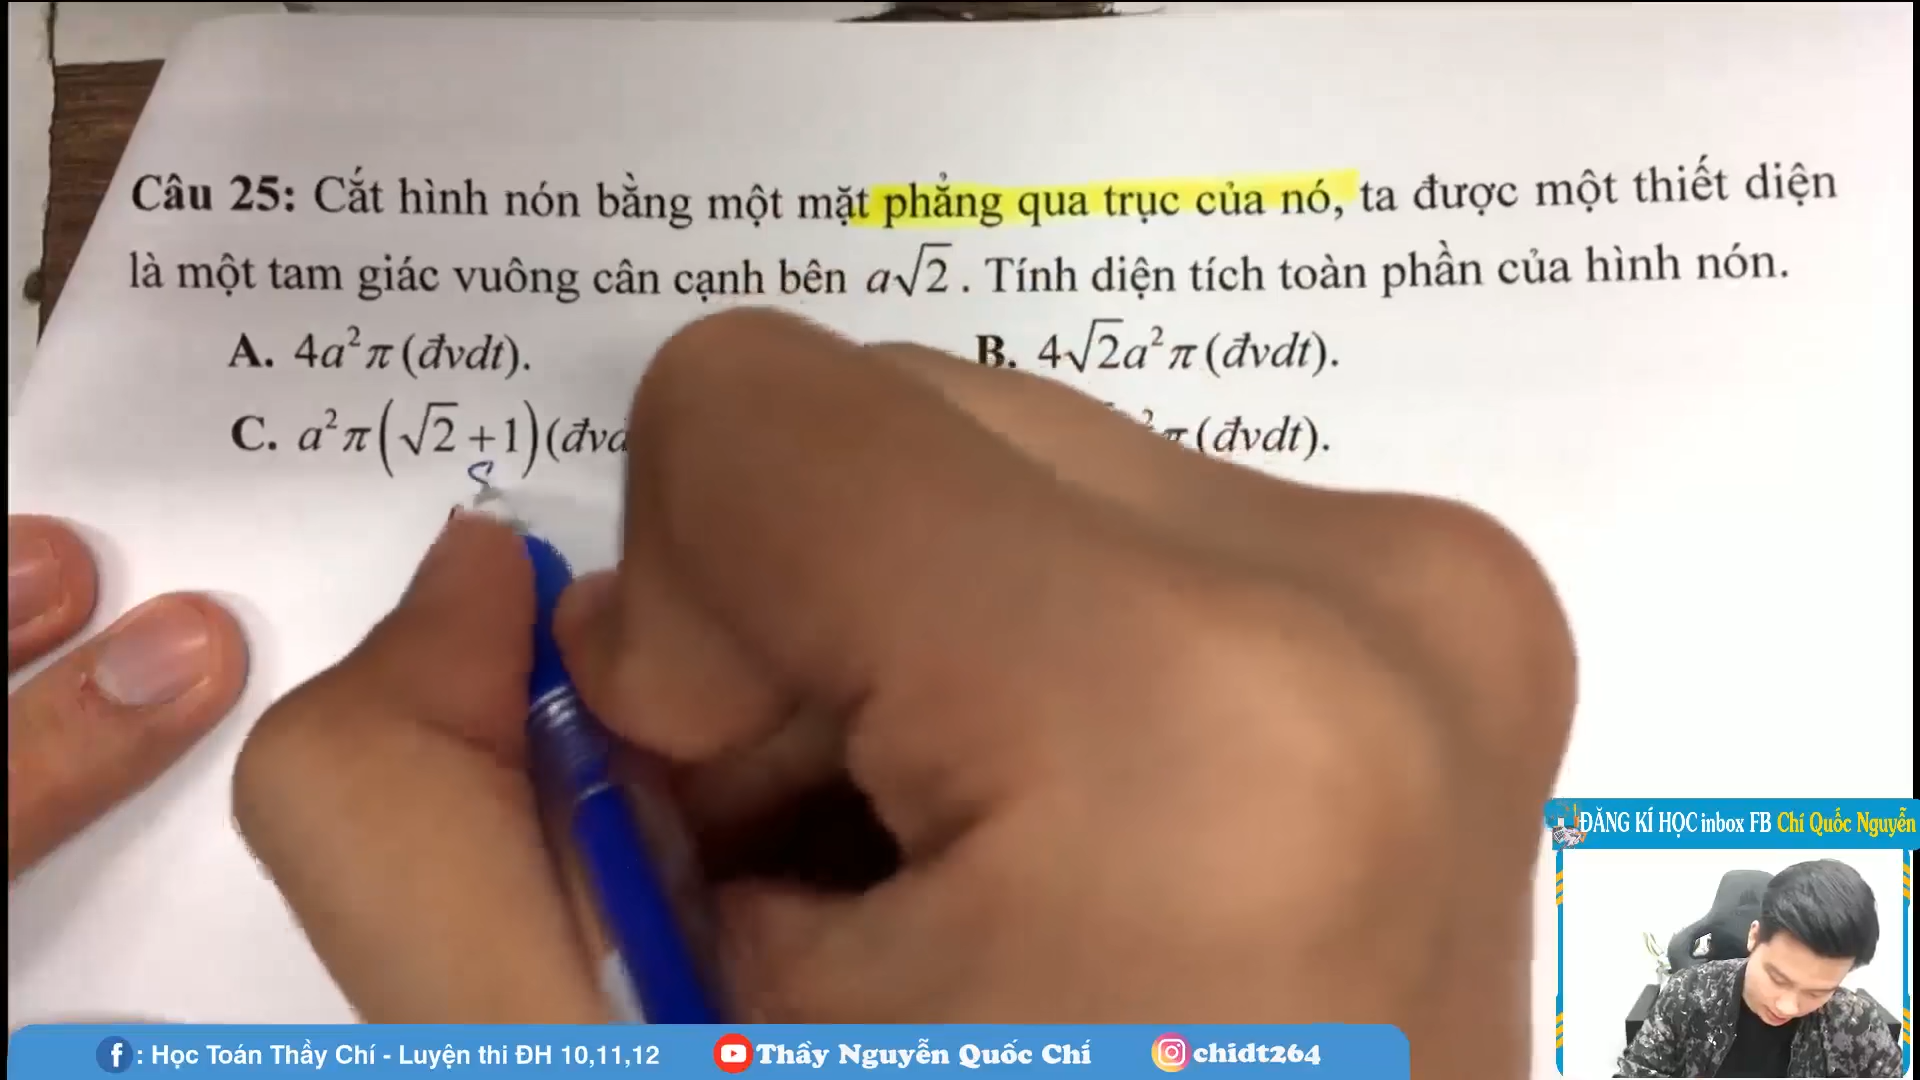 Câu 25: Cắt hình nón bằng một mặt phẳng qua trục của nó, ta được một thiết diện
là một tam giác vuông cân cạnh bên a√2. Tính diện tích toàn phần của hình nón.
A. 4a²π (đvdt).
B. 4√2a²π (đvdt).
C. a²π(√2+1)(đvd
²π (đvdt).
S
ĐĂNG KÍ HỌC inbox FB Chí Quốc Nguyễn
: Học Toán Thầy Chí - Luyện thi ĐH 10,11,12
Thầy Nguyễn Quốc Chí
chidt264